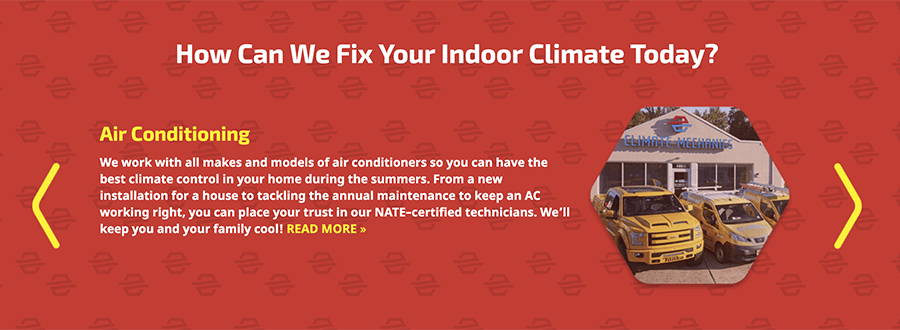 How Can We Fix Your Indoor Climate Today?
Air Conditioning
We work with all makes and models of air conditioners so you can have the
best climate control in your home during the summers. From a new
installation for a house to tackling the annual maintenance to keep an AC
working right, you can place your trust in our NATE–certified technicians. We’ll
keep you and your family cool! READ MORE »
CLIMATE MECHANICS
Tonka